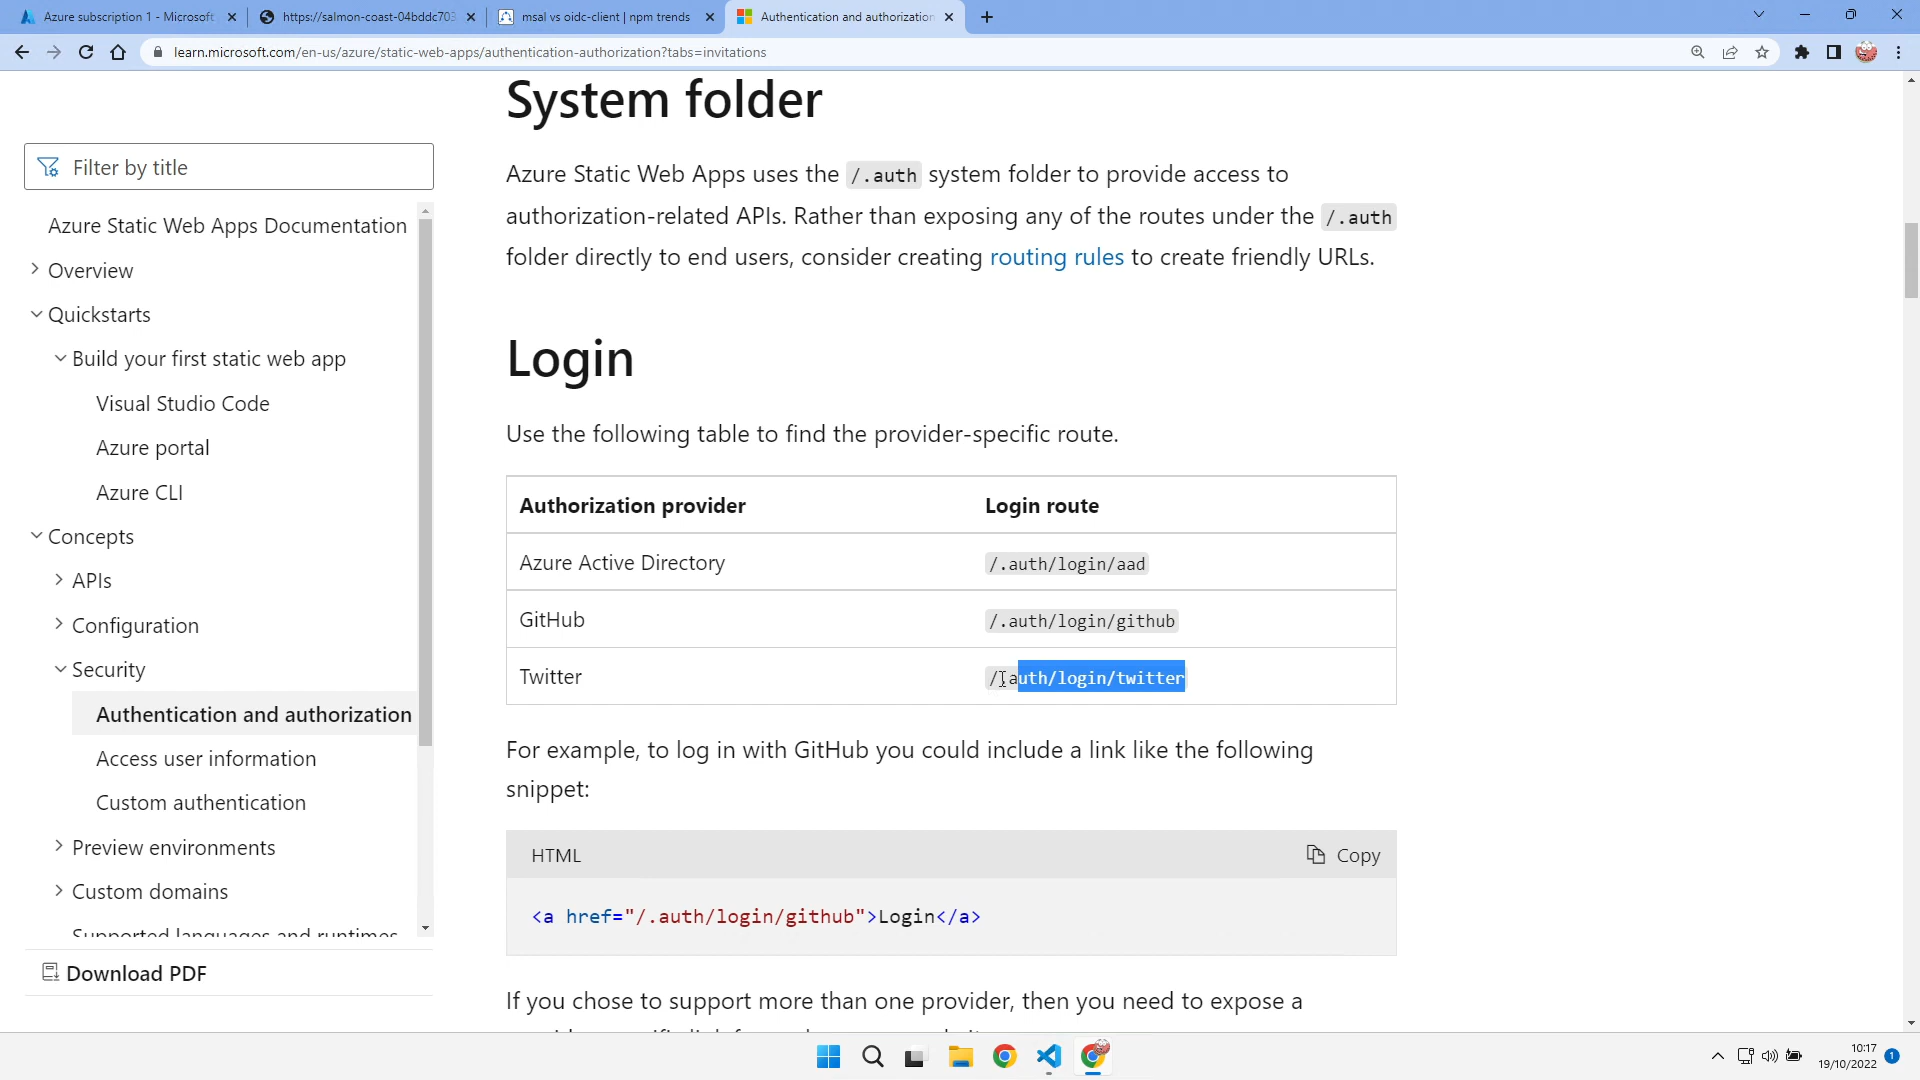 Azure subscription 1 - Microsoft
https://salmon-coast-04bddc703
msal vs oidc-client | npm trends
Authentication and authorization
learn.microsoft.com/en-us/azure/static-web-apps/authentication-authorization?tabs=invitations
Filter by title
Azure Static Web Apps Documentation
Overview
Quickstarts
Build your first static web app
Visual Studio Code
Azure portal
Azure CLI
Concepts
APIs
Configuration
Security
Authentication and authorization
Access user information
Custom authentication
Preview environments
Custom domains
Supported languages and runtimes
Download PDF
System folder
Azure Static Web Apps uses the /.auth system folder to provide access to
authorization-related APIs. Rather than exposing any of the routes under the /.auth
folder directly to end users, consider creating routing rules to create friendly URLs.
Login
Use the following table to find the provider-specific route.
Authorization provider Login route
Azure Active Directory /.auth/login/aad
GitHub /.auth/login/github
Twitter /.auth/login/twitter
For example, to log in with GitHub you could include a link like the following
snippet:
HTML Copy
<a href="/.auth/login/github">Login</a>
If you chose to support more than one provider, then you need to expose a
10:17
19/10/2022
1